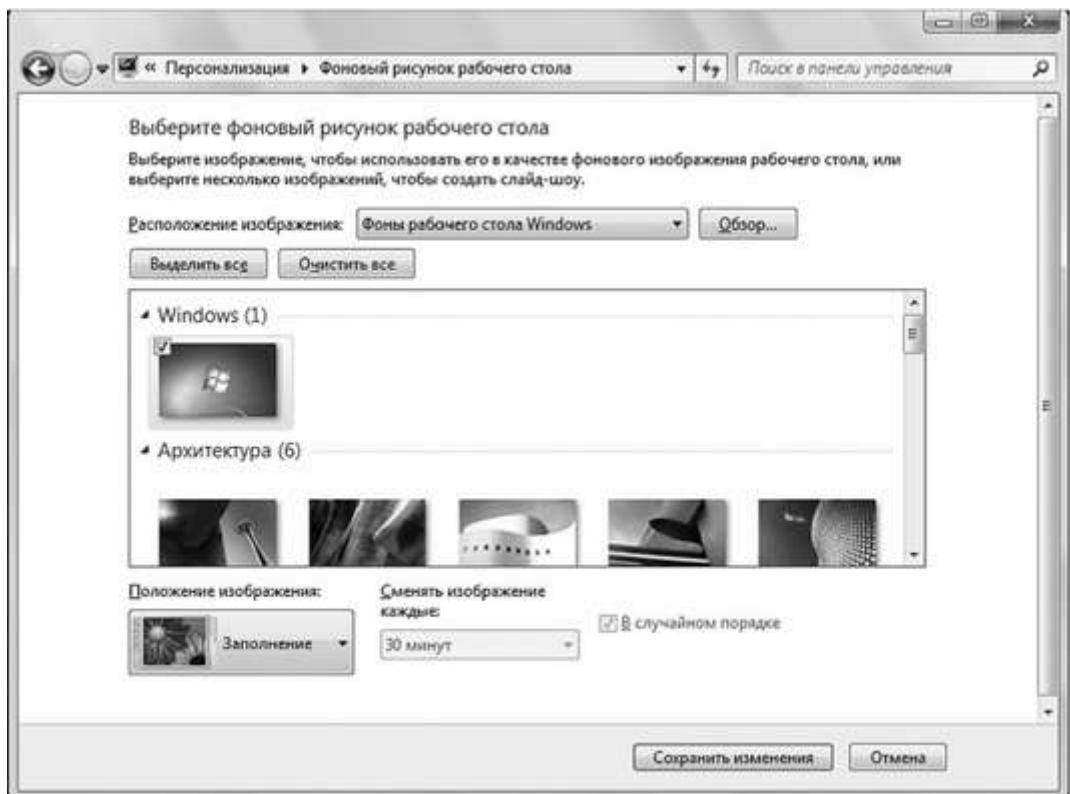 « Персонализация ▸ Фоновый рисунок рабочего стола
Поиск в панели управления
Выберите фоновый рисунок рабочего стола
Выберите изображение, чтобы использовать его в качестве фонового изображения рабочего стола, или
выберите несколько изображений, чтобы создать слайд-шоу.
Расположение изображения: Фоны рабочего стола Windows Обзор...
Выделить все Очистить все
Windows (1)
Архитектура (6)
Положение изображения:
Заполнение
Сменять изображение
каждые:
30 минут
В случайном порядке
Сохранить изменения Отмена